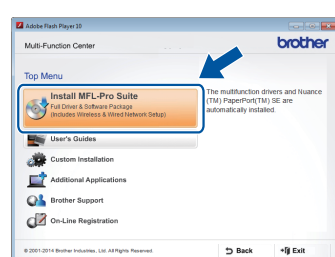 Adobe Flash Player 10
Multi-Function Center
brother
Top Menu
Install MFL-Pro Suite
Full Driver & Software Package
(Includes Wireless & Wired Network Setup)
The multifunction drivers and Nuance
(TM) PaperPort(TM) SE are
automatically installed.
User's Guides
Custom Installation
Additional Applications
Brother Support
On-Line Registration
© 2001-2014 Brother Industries, Ltd. All Rights Reserved.
Back
Exit